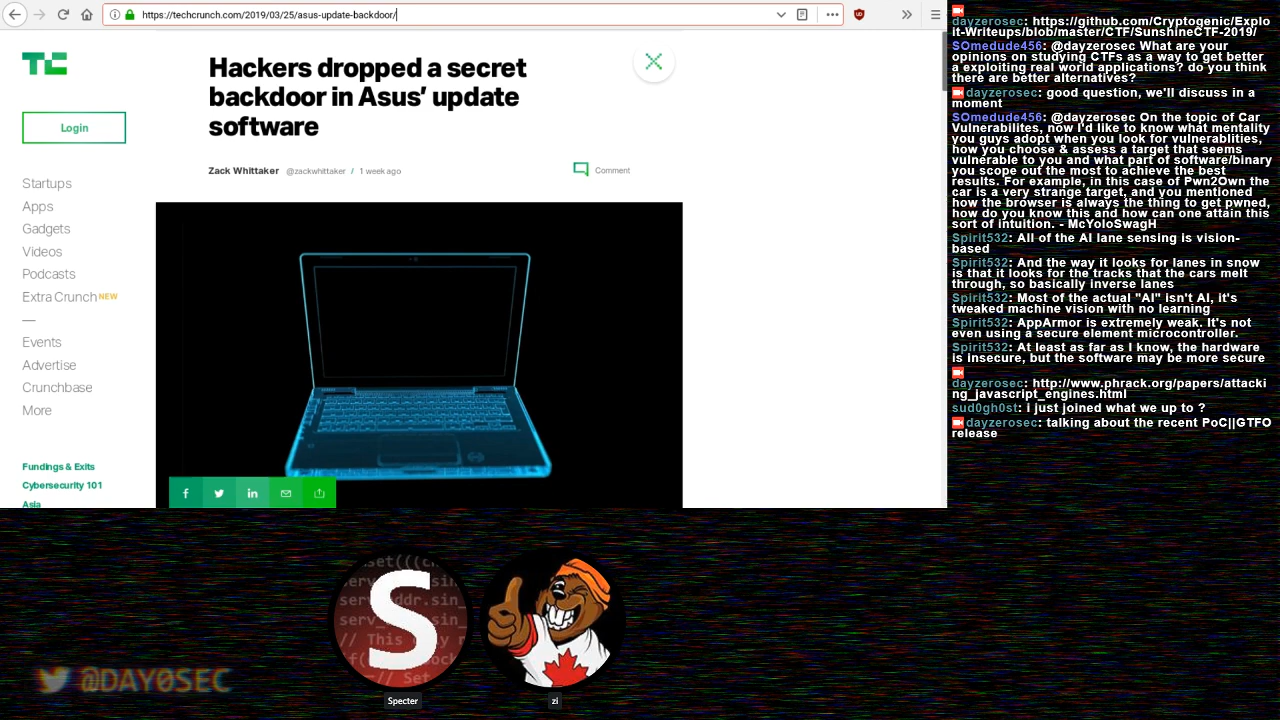 https://techcrunch.com/2019/03/25/asus-update-backdoor/
TC
Login
Startups
Apps
Gadgets
Videos
Podcasts
Extra Crunch NEW
—
Events
Advertise
Crunchbase
More
Fundings & Exits
Cybersecurity 101
Asia
Hackers dropped a secret
backdoor in Asus’ update
software
Zack Whittaker @zackwhittaker / 1 week ago
Comment
dayzerosec: https://github.com/Cryptogenic/Explo
it-Writeups/blob/master/CTF/SunshineCTF-2019/
SOmedude456: @dayzerosec What are your
opinions on studying CTFs as a way to get better
a exploiting real world applications? do you think
there are better alternatives?
dayzerosec: good question, we'll discuss in a
moment
SOmedude456: @dayzerosec On the topic of Car
Vulnerabilites, now I'd like to know what mentality
you guys adopt when you look for vulnerabilities,
how you choose & assess a target that seems
vulnerable to you and what part of software/binary
you scope out the most to achieve the best
results. For example, in this case of Pwn2Own the
car is a very strange target, and you mentioned
how the browser is always the thing to get pwned,
how do you know this and how can one attain this
sort of intuition. - McYoloSwagH
Spirit532: All of the AI lane sensing is vision-
based
Spirit532: And the way it looks for lanes in snow
is that it looks for the tracks that the cars melt
through, so basically inverse lanes
Spirit532: Most of the actual "AI" isn't AI, it's
tweaked machine vision with no learning
Spirit532: AppArmor is extremely weak. It's not
even using a secure element microcontroller.
Spirit532: At least as far as I know, the hardware
is insecure, but the software may be more secure
dayzerosec: http://www.phrack.org/papers/attacki
ng_javascript_engines.html
sud0gh0st: i just joined what we up to ?
dayzerosec: talking about the recent PoC||GTFO
release
S
Specter
zi
@DAY0SEC